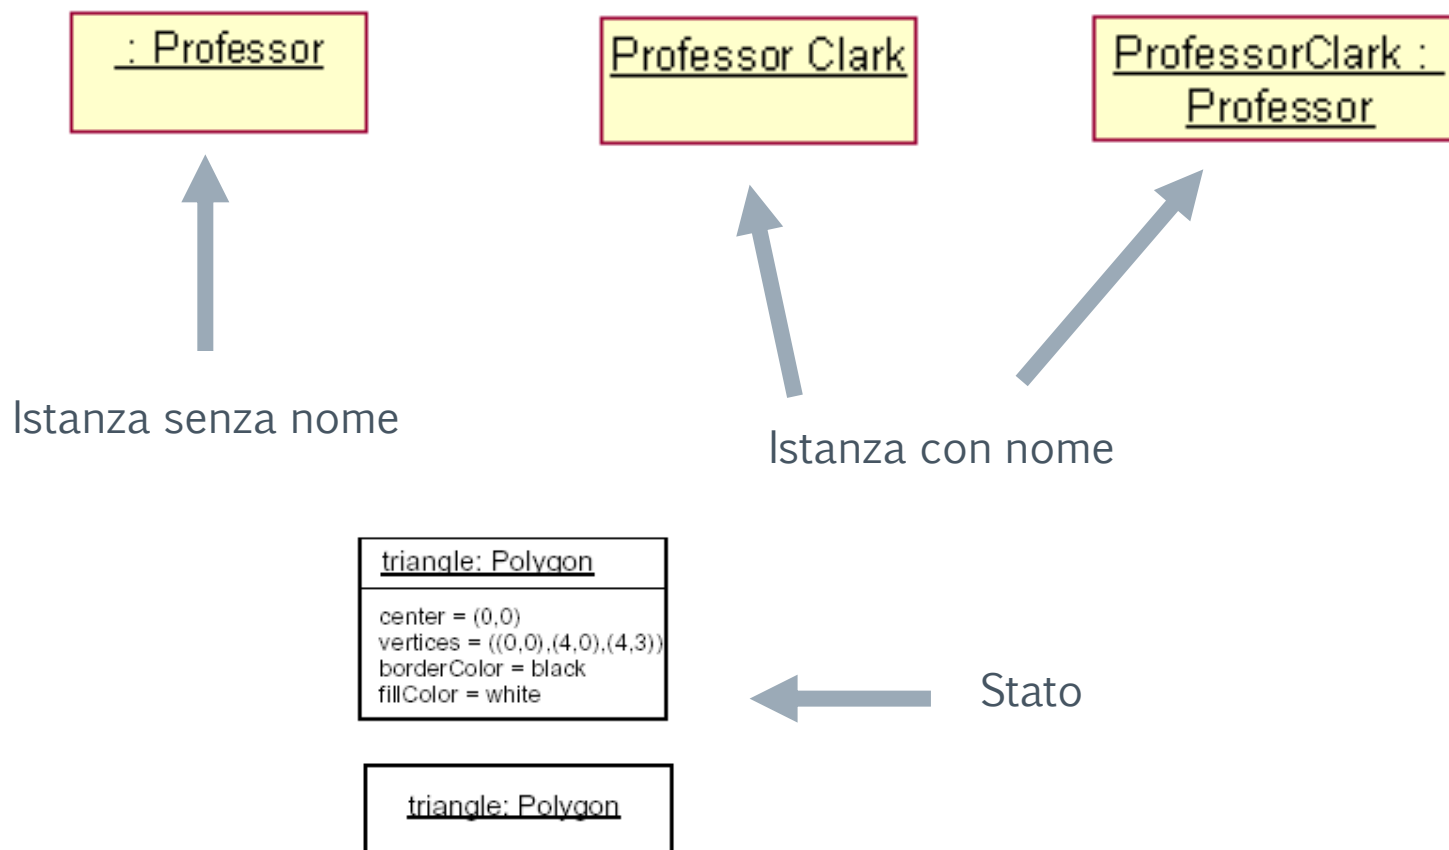 : Professor
Professor Clark
ProfessorClark :
Professor
Istanza senza nome
Istanza con nome
triangle: Polygon
center = (0,0)
vertices = ((0,0),(4,0),(4,3))
borderColor = black
fillColor = white
Stato
triangle: Polygon